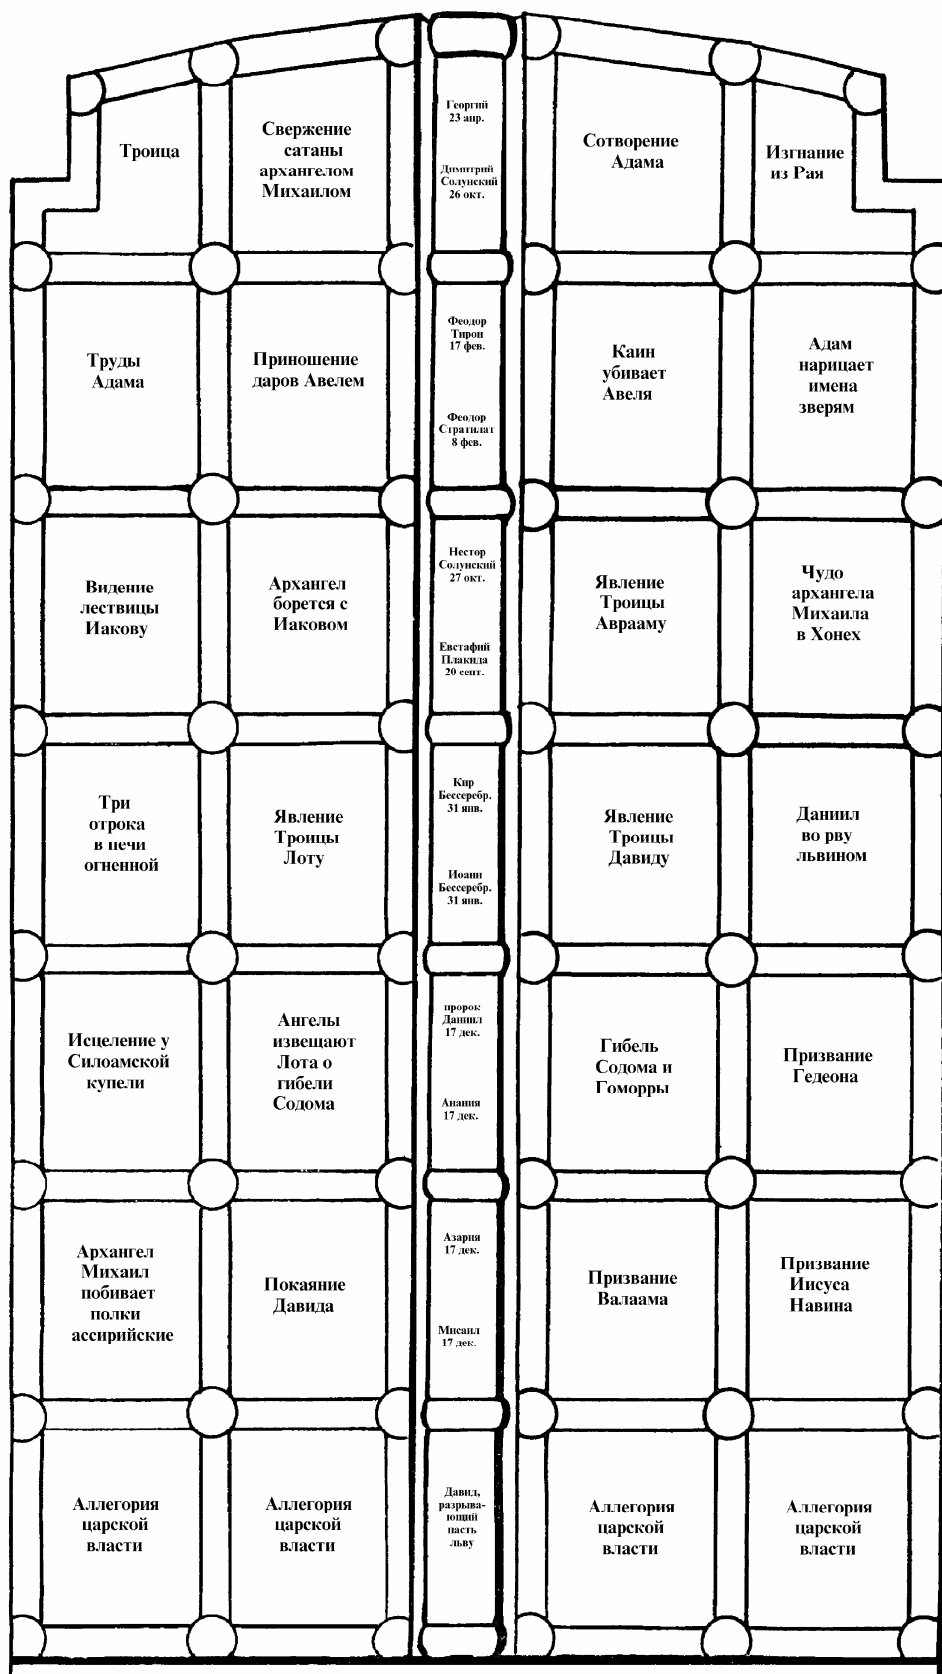 Троица
Свержение
сатаны
архангелом
Михаилом
Георгий
23 апр.
Димитрий
Солунский
26 окт.
Сотворение
Адама
Изгнание
из Рая
Труды
Адама
Приношение
даров Авелем
Феодор
Тирон
17 фев.
Феодор
Стратилат
8 фев.
Каин
убивает
Авеля
Адам
нарицает
имена
зверям
Видение
лествицы
Иакову
Архангел
борется с
Иаковом
Нестор
Солунский
27 окт.
Евстафий
Плакида
20 сент.
Явление
Троицы
Аврааму
Чудо
архангела
Михаила
в Хонех
Три
отрока
в печи
огненной
Явление
Троицы
Лоту
Кир
Бессеребр.
31 янв.
Иоанн
Бессеребр.
31 янв.
Явление
Троицы
Давиду
Даниил
во рву
львином
Исцеление у
Силоамской
купели
Ангелы
извещают
Лота о
гибели
Содома
пророк
Даниил
17 дек.
Анания
17 дек.
Гибель
Содома и
Гоморры
Призвание
Гедеона
Архангел
Михаил
побивает
полки
ассирийские
Покаяние
Давида
Азария
17 дек.
Мисаил
17 дек.
Призвание
Валаама
Призвание
Иисуса
Навина
Аллегория
царской
власти
Аллегория
царской
власти
Давид,
разрыва-
ющий
пасть
льву
Аллегория
царской
власти
Аллегория
царской
власти